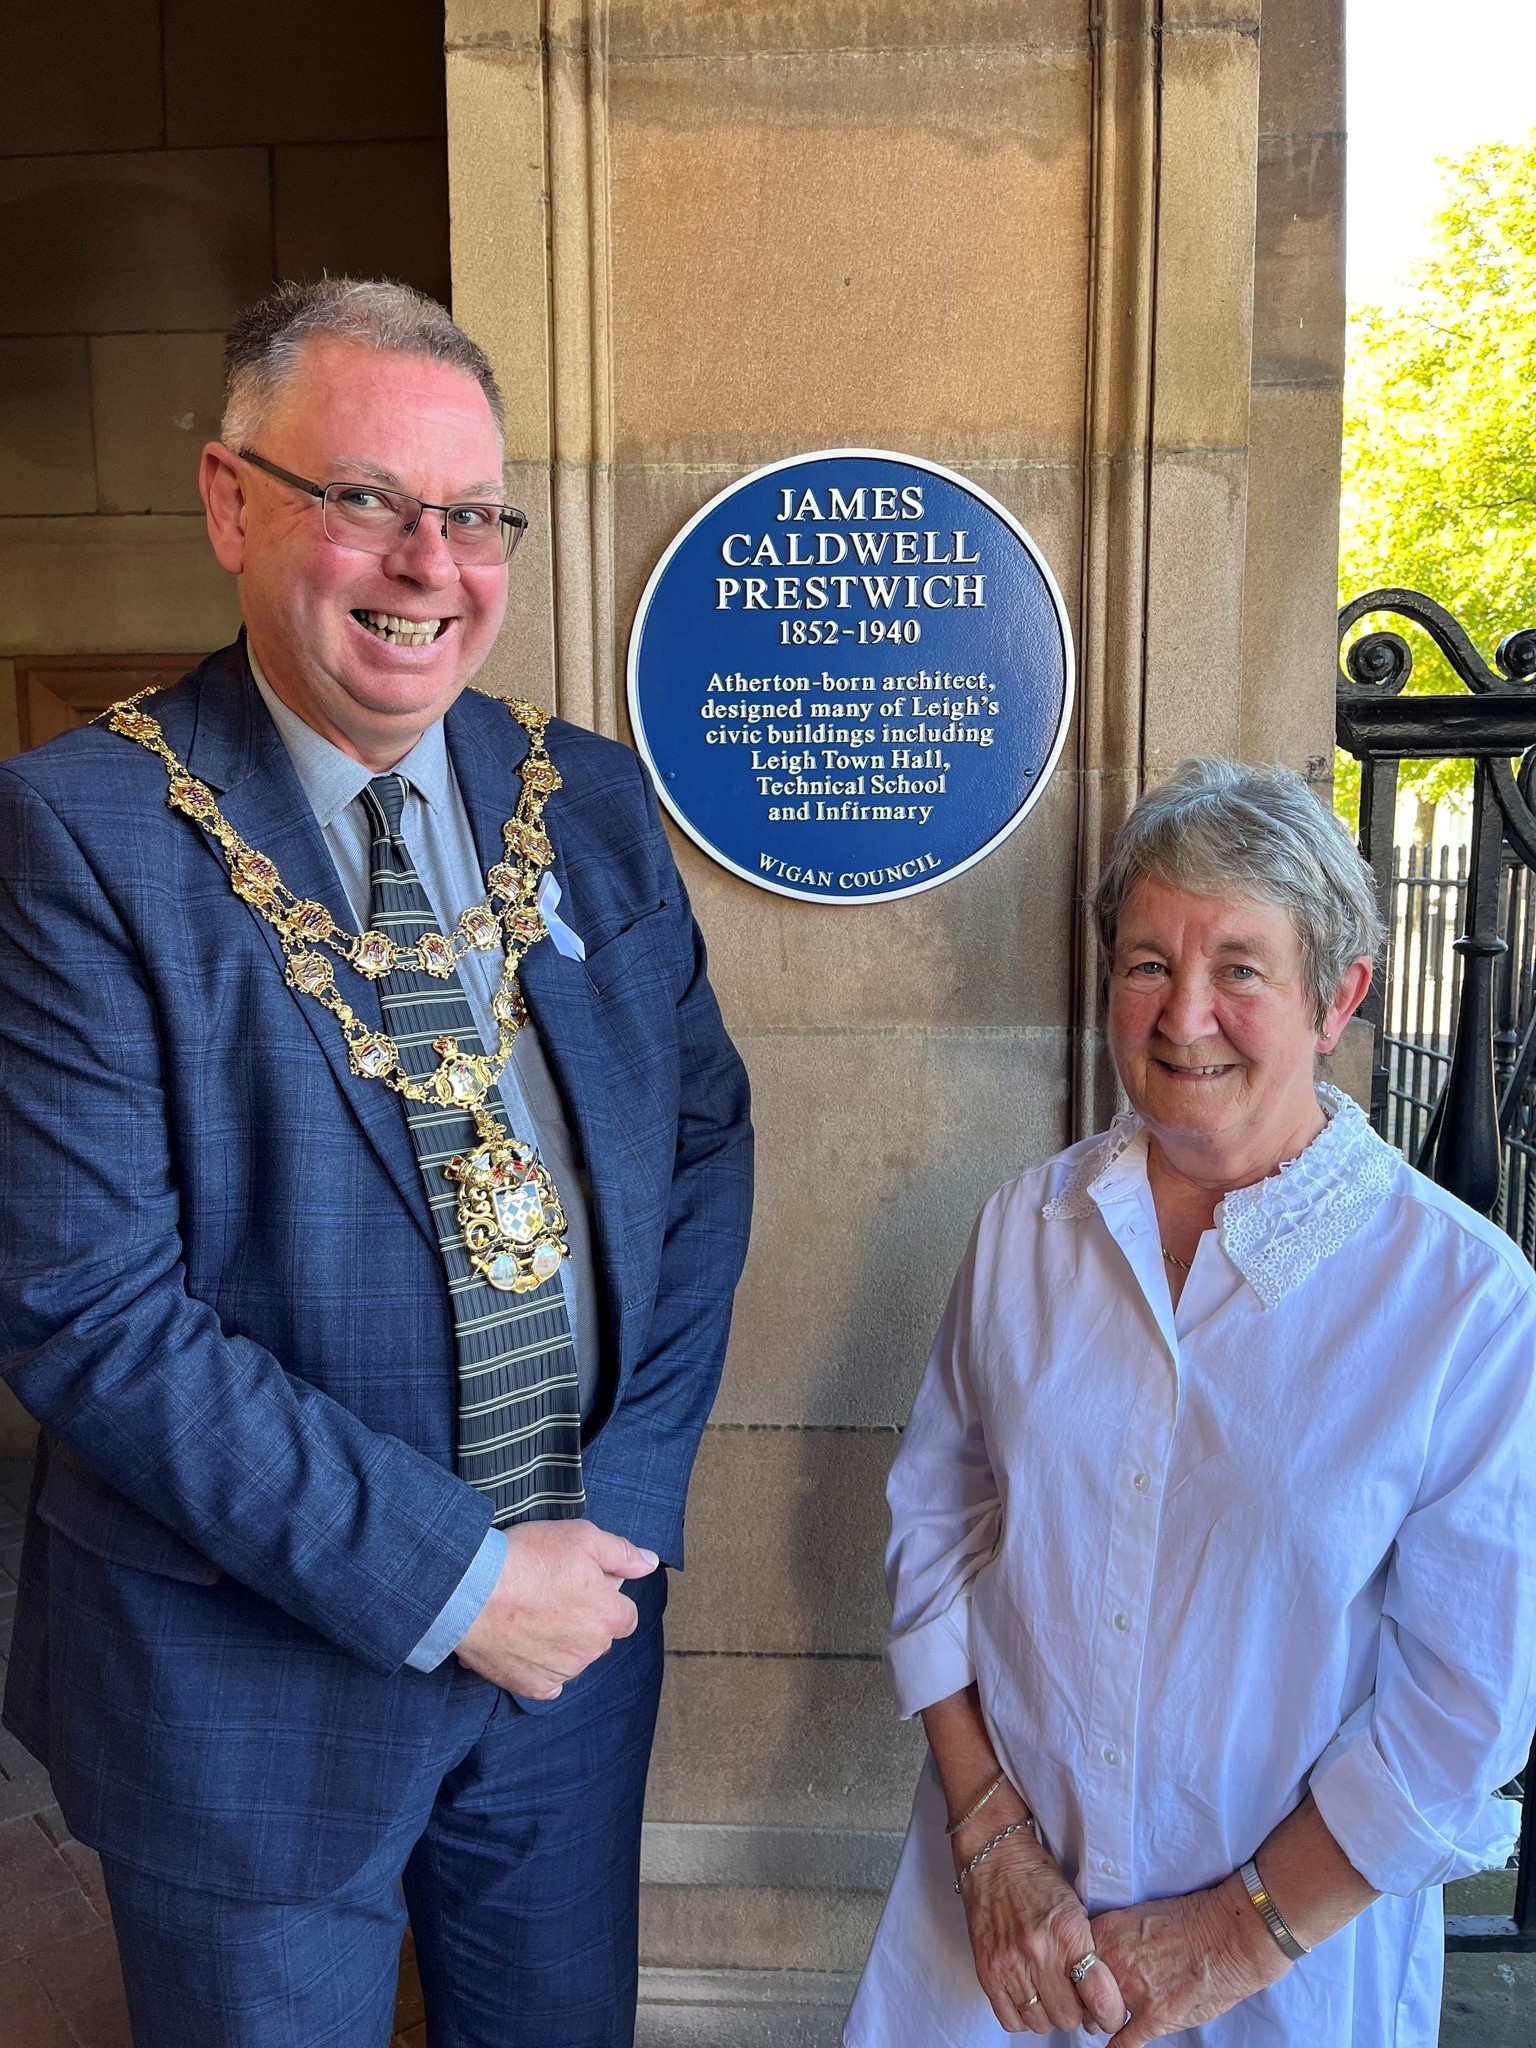 JAMES
CALDWELL
PRESTWICH
1852-1940
Atherton-born architect,
designed many of Leigh's
civic buildings including
Leigh Town Hall,
Technical School
and Infirmary
WIGAN COUNCIL